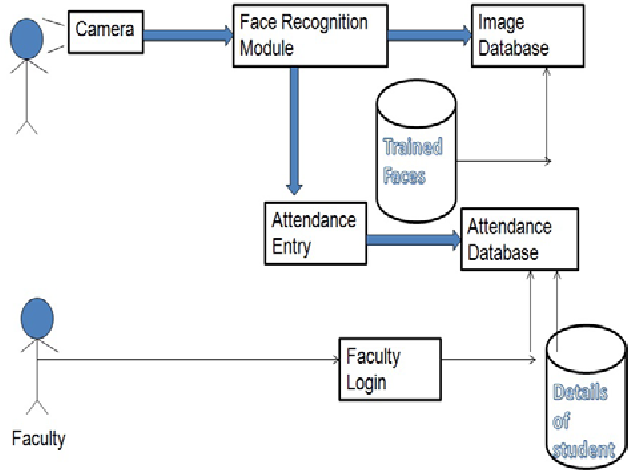 Camera
Face Recognition
Module
Image
Database
Trained
Faces
Attendance
Entry
Attendance
Database
Faculty
Login
Details
of
student
Faculty